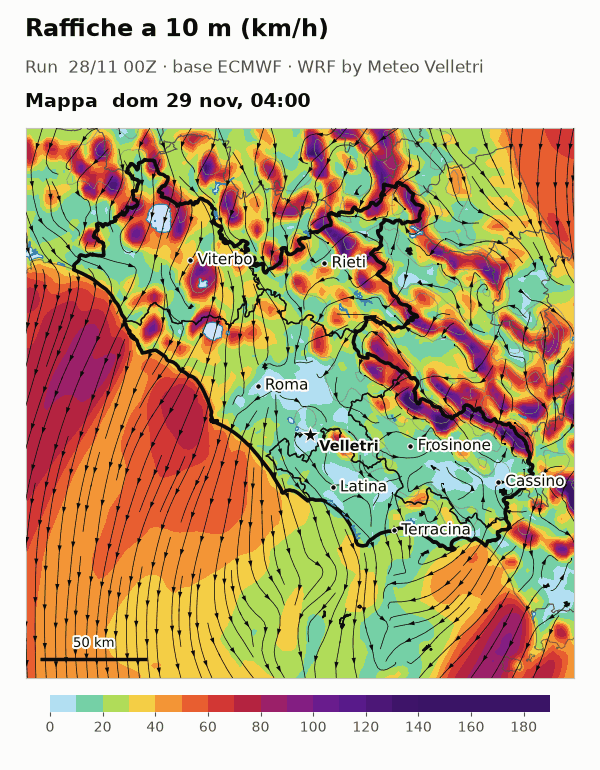 Raffiche a 10 m (km/h)
Run  28/11 00Z · base ECMWF · WRF by Meteo Velletri
Mappa  dom 29 nov, 04:00
Viterbo
Rieti
Roma
Velletri
Frosinone
Cassino
Latina
Terracina
50 km
0 20 40 60 80 100 120 140 160 180